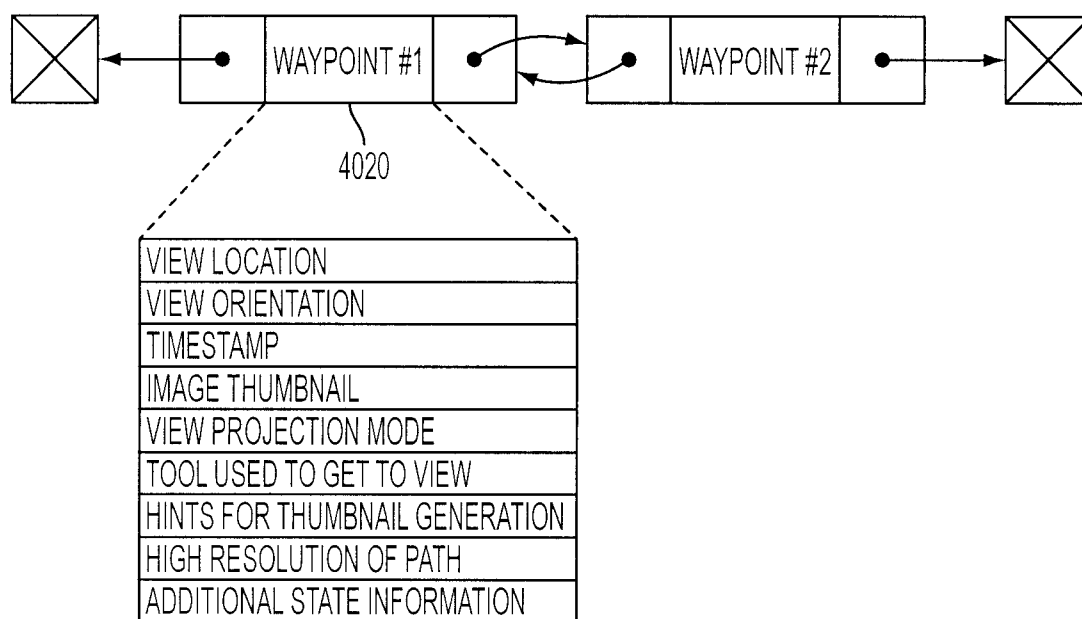 WAYPOINT #1
WAYPOINT #2
4020
VIEW LOCATION
VIEW ORIENTATION
TIMESTAMP
IMAGE THUMBNAIL
VIEW PROJECTION MODE
TOOL USED TO GET TO VIEW
HINTS FOR THUMBNAIL GENERATION
HIGH RESOLUTION OF PATH
ADDITIONAL STATE INFORMATION